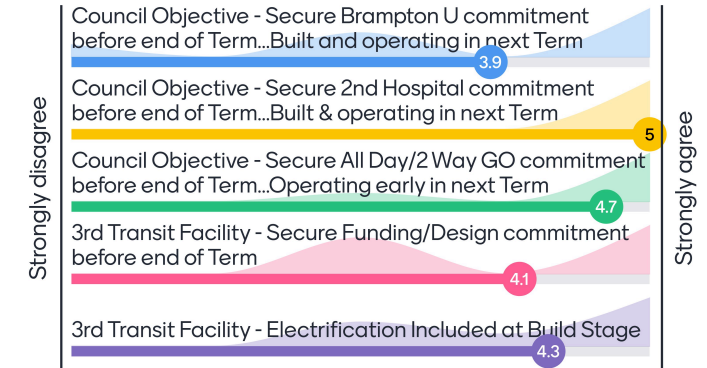 Council Objective - Secure Brampton U commitment
before end of Term...Built and operating in next Term
3.9
Council Objective - Secure 2nd Hospital commitment
before end of Term...Built & operating in next Term
5
Council Objective - Secure All Day/2 Way GO commitment
before end of Term...Operating early in next Term
4.7
3rd Transit Facility - Secure Funding/Design commitment
before end of Term
4.1
3rd Transit Facility - Electrification Included at Build Stage
4.3
Strongly disagree
Strongly agree